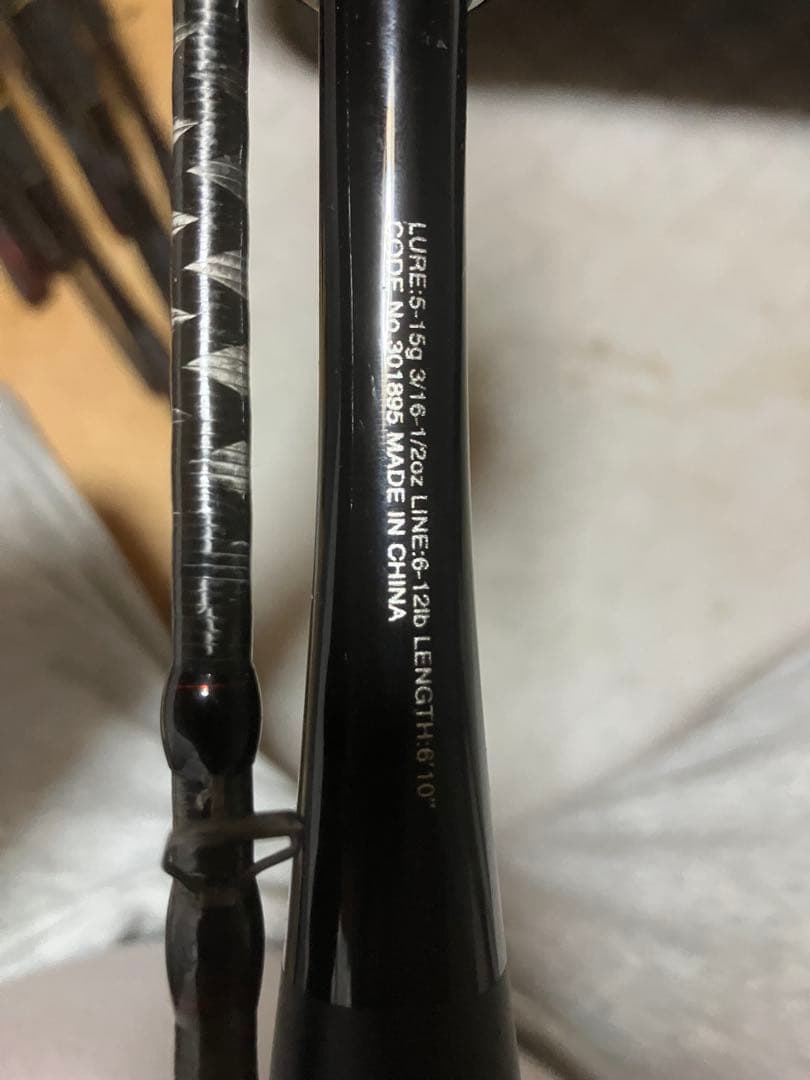 LURE:5-15g 3/16-1/2oz LINE:6-12lb LENGTH:6'10"
CODE No.301895 MADE IN CHINA